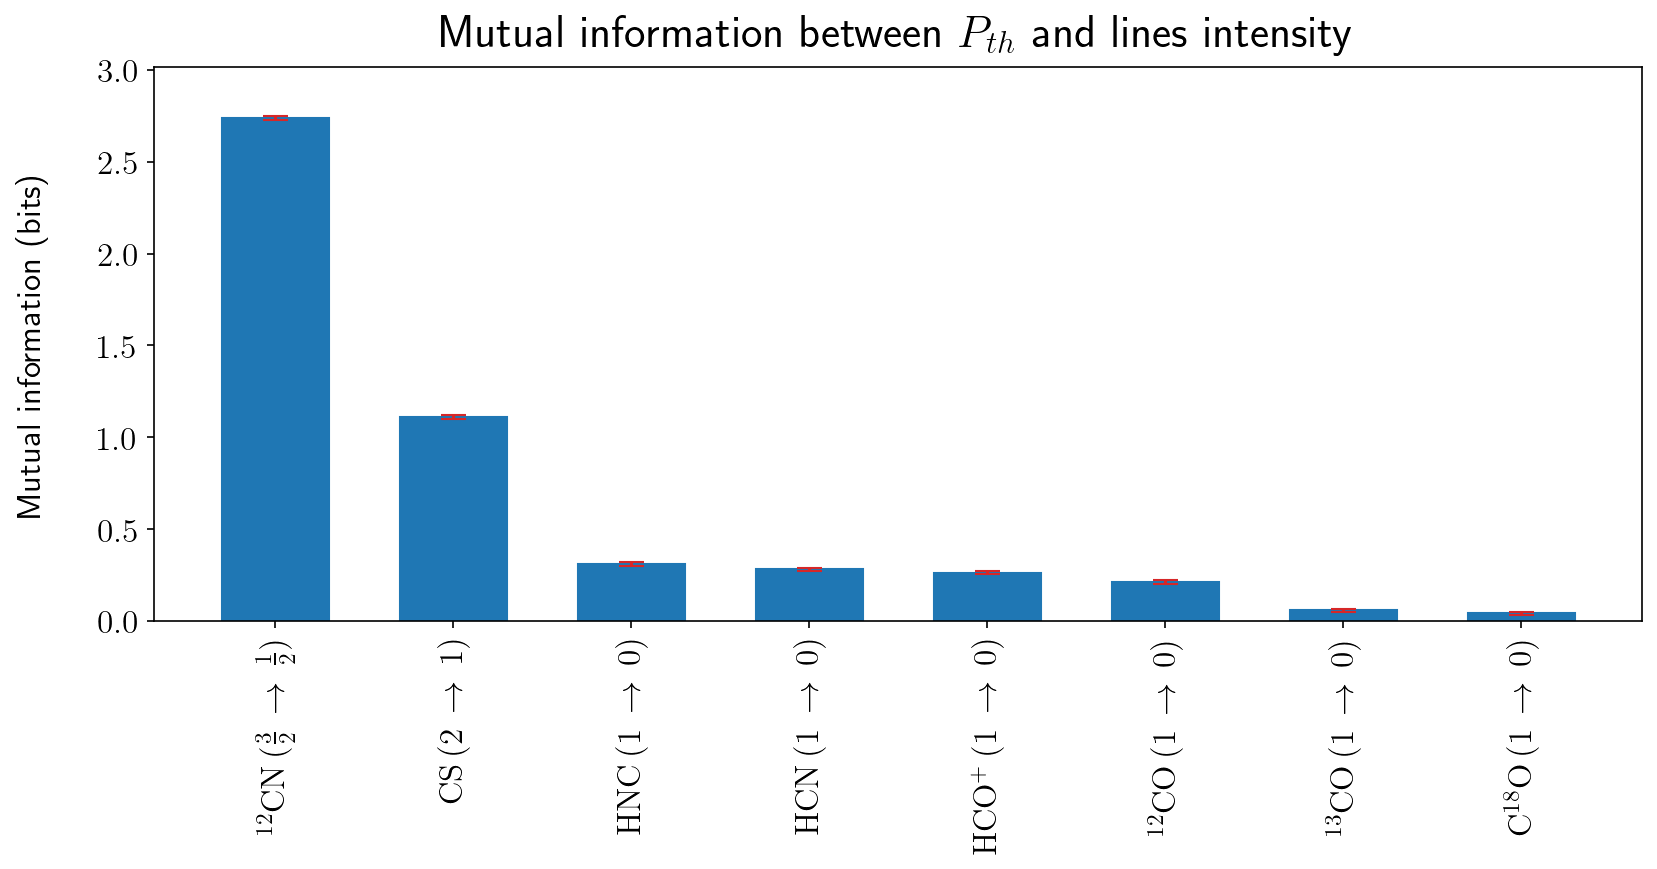 Mutual information between P_th and lines intensity
Mutual information (bits)
3.0
2.5
2.0
1.5
1.0
0.5
0.0
¹²CN (3/2 → 1/2)
CS (2 → 1)
HNC (1 → 0)
HCN (1 → 0)
HCO⁺ (1 → 0)
¹²CO (1 → 0)
¹³CO (1 → 0)
C¹⁸O (1 → 0)